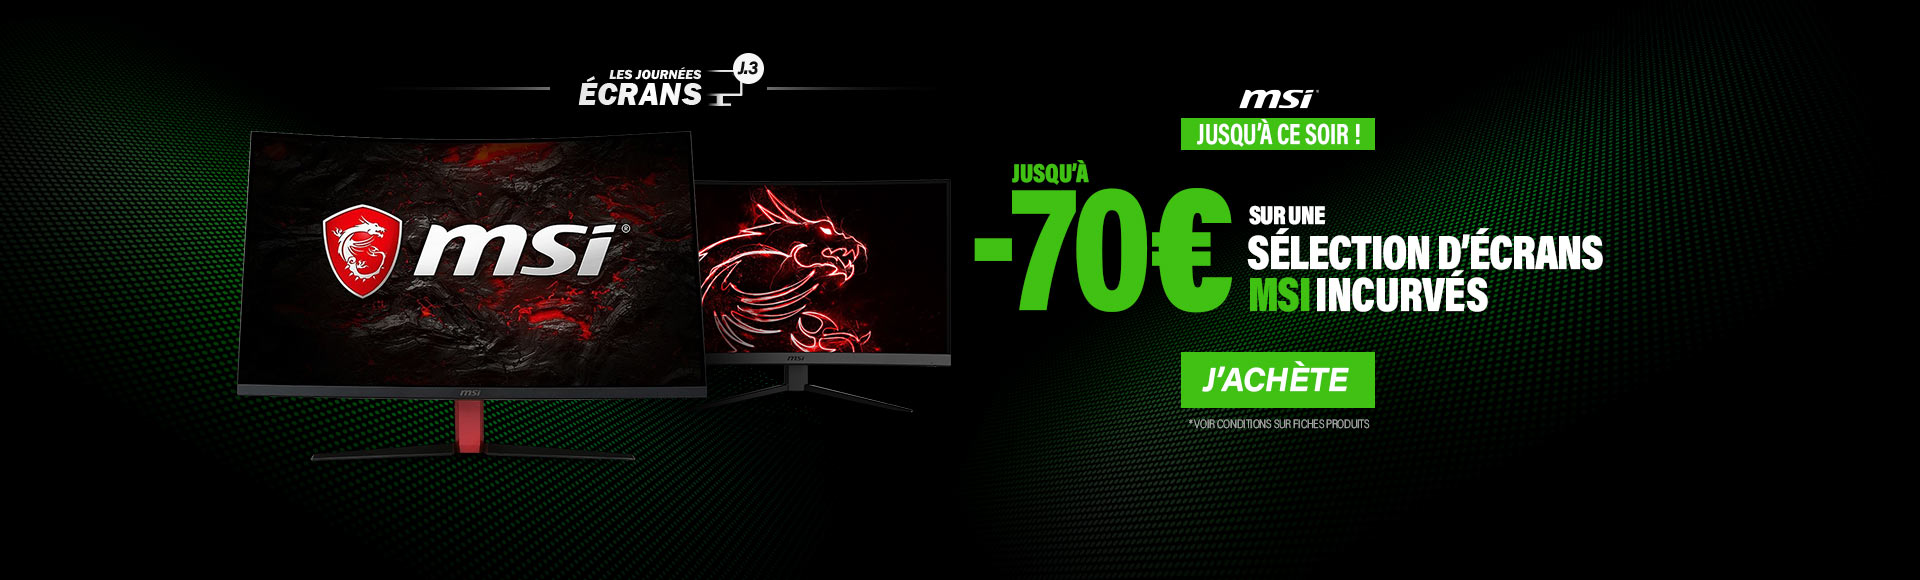 LES JOURNÉES
J.3
ÉCRANS
msi
msi
msi
msi
JUSQU'À CE SOIR !
JUSQU'À
-70€
SUR UNE
SÉLECTION D'ÉCRANS
MSI INCURVÉS
J'ACHÈTE
*VOIR CONDITIONS SUR FICHES PRODUITS